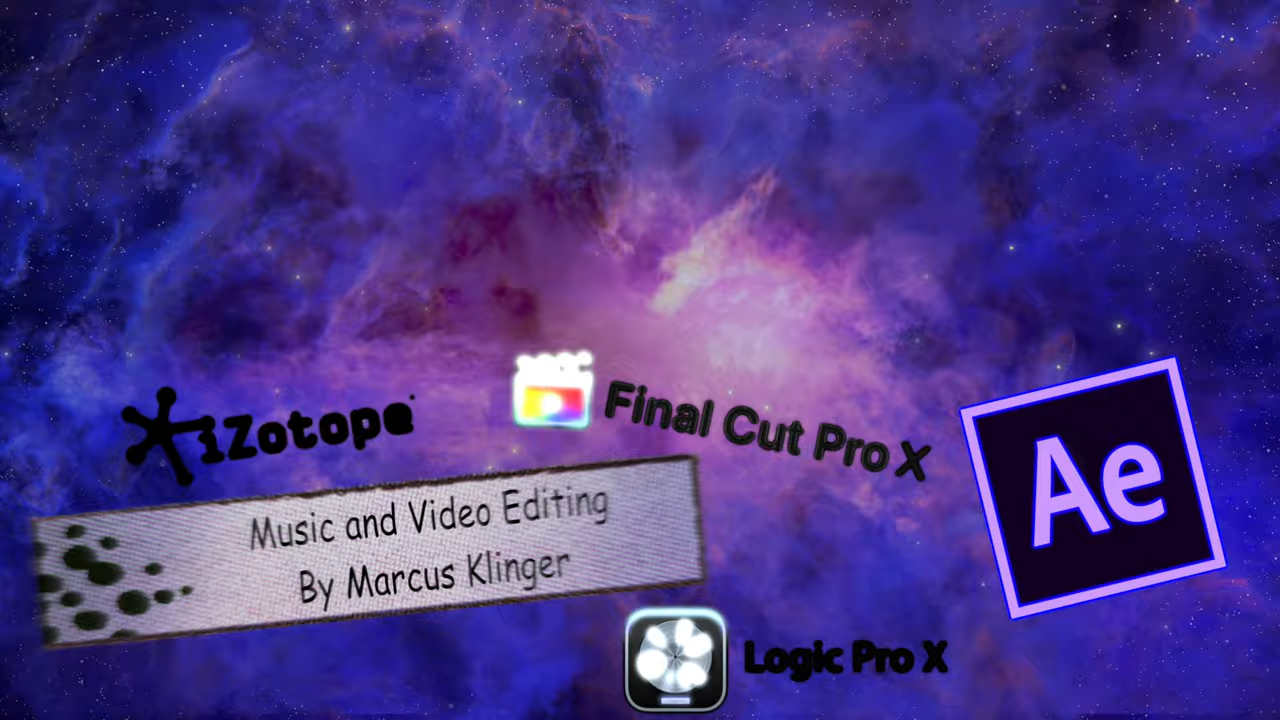 iZotope
Final Cut Pro X
Ae
Music and Video Editing
By Marcus Klinger
Logic Pro X